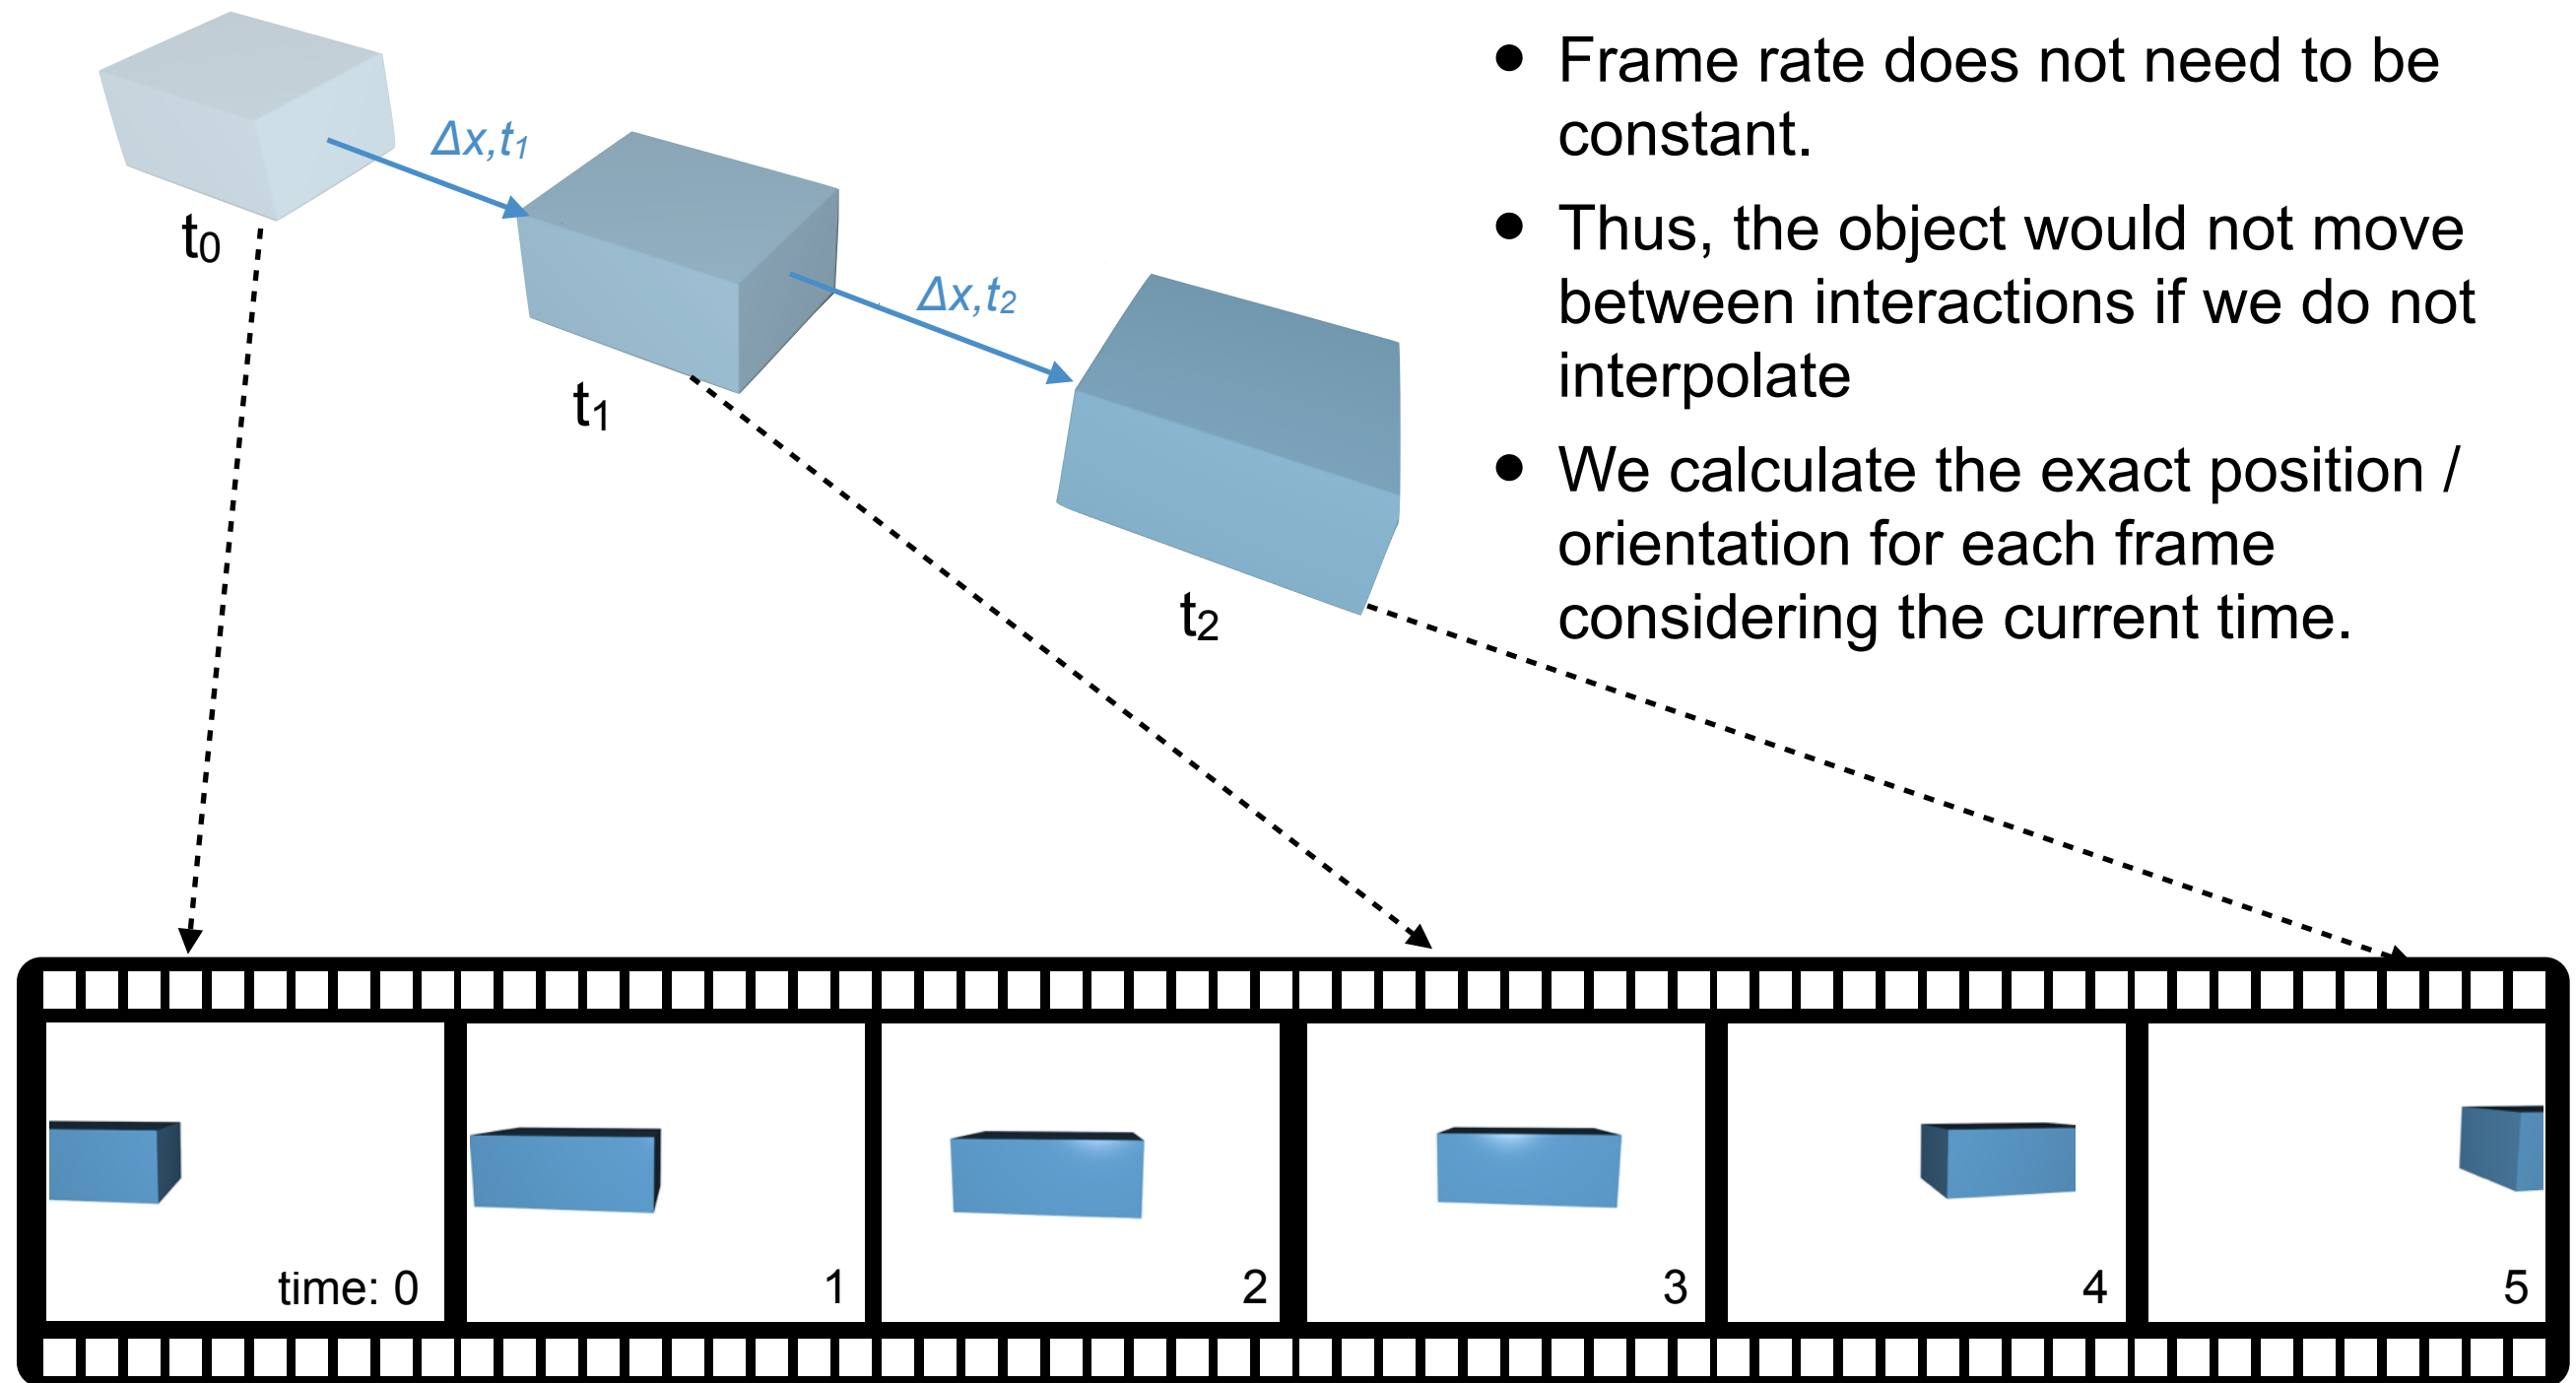 ● Frame rate does not need to be
constant.
● Thus, the object would not move
between interactions if we do not
interpolate
● We calculate the exact position /
orientation for each frame
considering the current time.
Δx,t₁
t₀
Δx,t₂
t₁
t₂
time: 0
1
2
3
4
5